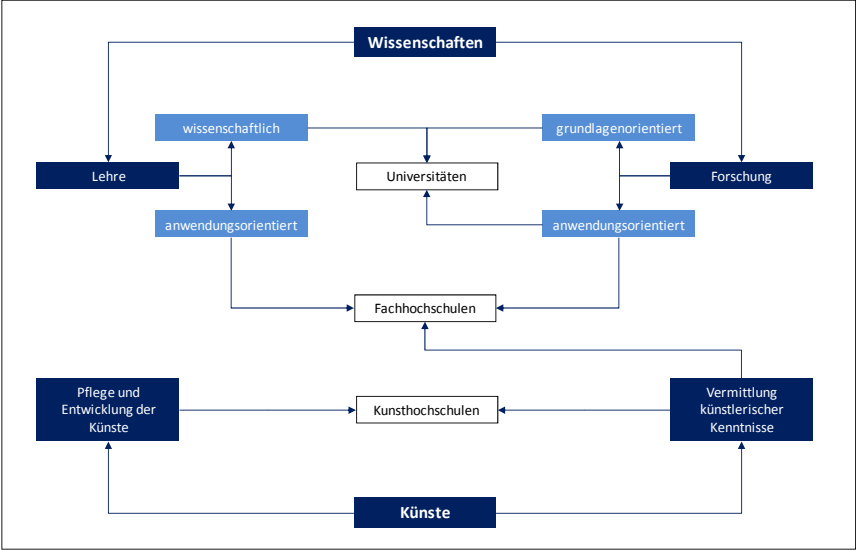 Wissenschaften
wissenschaftlich
grundlagenorientiert
Lehre
Universitäten
Forschung
anwendungsorientiert
anwendungsorientiert
Fachhochschulen
Pflege und
Entwicklung der
Künste
Kunsthochschulen
Vermittlung
künstlerischer
Kenntnisse
Künste